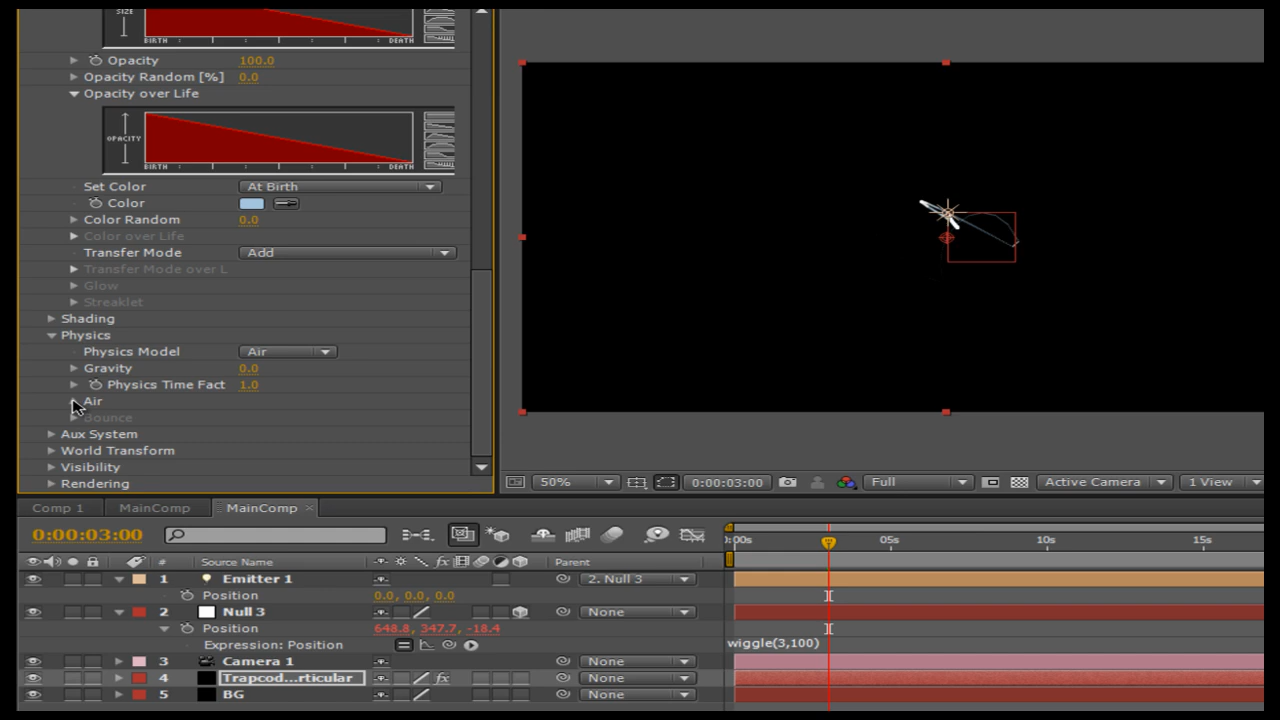 SIZE
BIRTH DEATH
Opacity 100.0
Opacity Random [%] 0.0
Opacity over Life
OPACITY
BIRTH DEATH
Set Color At Birth
Color
Color Random 0.0
Color over Life
Transfer Mode Add
Transfer Mode over L
Glow
Streaklet
Shading
Physics
Physics Model Air
Gravity 0.0
Physics Time Fact 1.0
Air
Bounce
Aux System
World Transform
Visibility
Rendering
50% 0:00:03:00 Full Active Camera 1 View
Comp 1 MainComp MainComp ×
0:00:03:00 0:00s 05s 10s 15s
# Source Name fx Parent
1 Emitter 1 2. Null 3
Position 0.0, 0.0, 0.0
2 Null 3 None
Position 648.8, 347.7, -18.4
Expression: Position wiggle(3,100)
3 Camera 1 None
4 Trapcod...rticular fx None
5 BG None